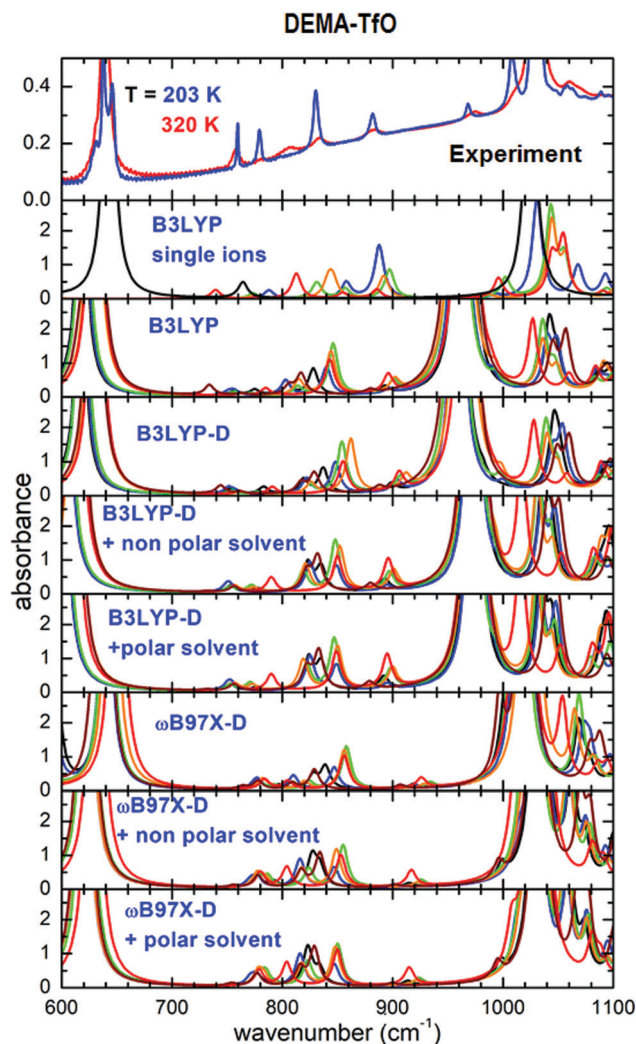 DEMA-TfO
0.4
T = 203 K
0.2
320 K
Experiment
0.0
2
B3LYP
1
single ions
0
2
B3LYP
1
0
2
B3LYP-D
1
0
2
B3LYP-D
1
+ non polar solvent
0
2
B3LYP-D
1
+polar solvent
0
2
ωB97X-D
1
0
2
ωB97X-D
1
+ non polar solvent
0
2
ωB97X-D
1
+ polar solvent
0
600 700 800 900 1000 1100
wavenumber (cm⁻¹)
absorbance